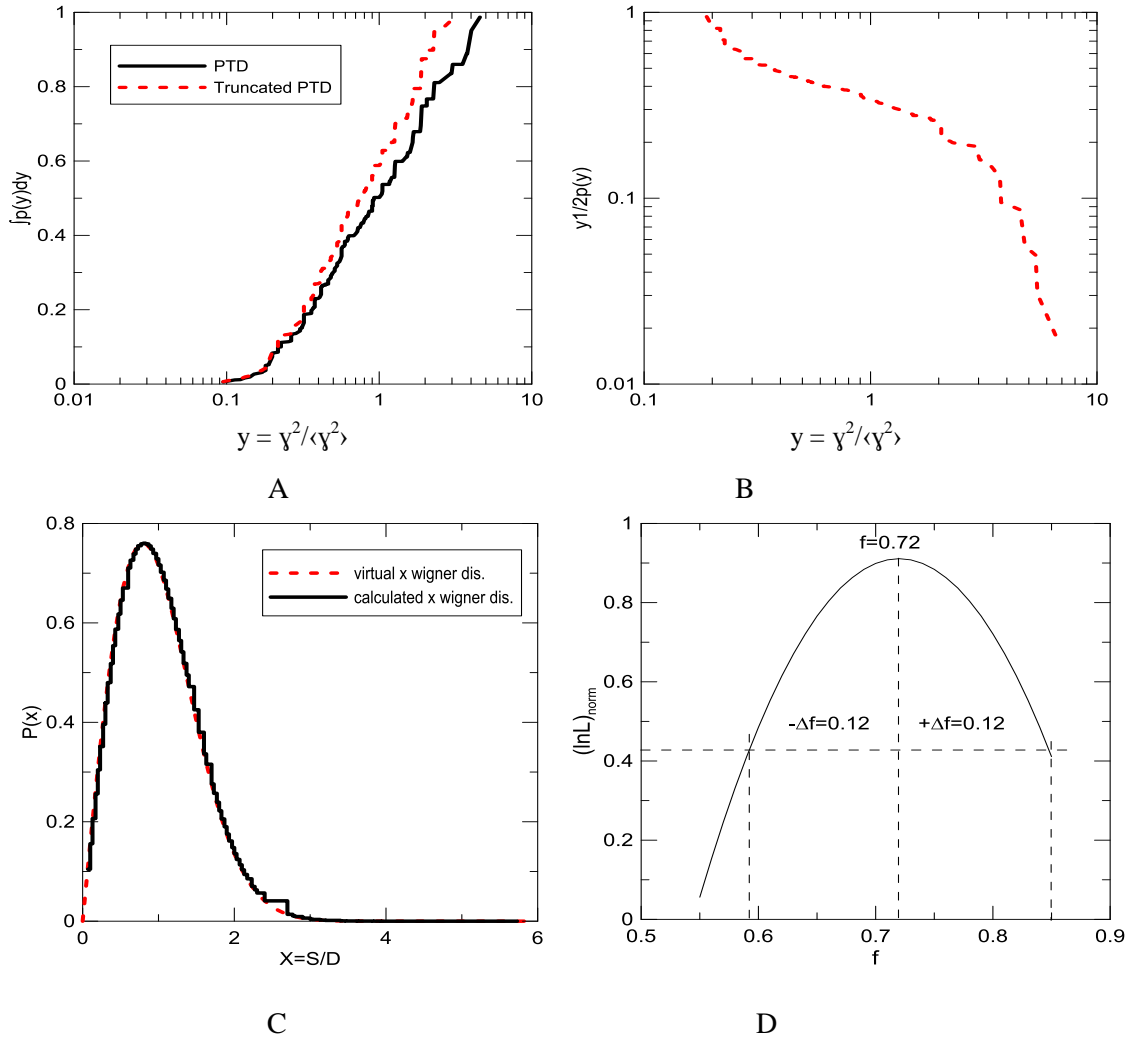 1
0.8
0.6
0.4
0.2
0
∫p(y)dy
PTD
Truncated PTD
0.01
0.1
1
10
y = ɣ²/‹ɣ²›
A
1
0.1
0.01
y1/2p(y)
0.1
1
10
y = ɣ²/‹ɣ²›
B
0.8
0.6
0.4
0.2
0
P(x)
virtual x wigner dis.
calculated x wigner dis.
0
2
4
6
X=S/D
C
1
0.8
0.6
0.4
0.2
0
(lnL)norm
f=0.72
-Δf=0.12
+Δf=0.12
0.5
0.6
0.7
0.8
0.9
f
D